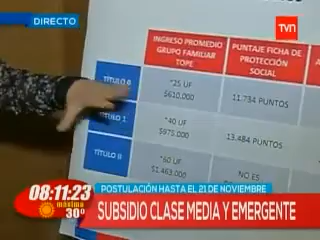 DIRECTO
tvn
INGRESO PROMEDIO
GRUPO FAMILIAR
TOPE
PUNTAJE FICHA DE
PROTECCIÓN
SOCIAL
TÍTULO 0
*25 UF
$610.000
11.734 PUNTOS
TÍTULO I
*40 UF
$975.000
13.484 PUNTOS
TÍTULO II
*60 UF
$1.463.000
NO ES
POSTULACIÓN HASTA EL 21 DE NOVIEMBRE
08:11:23
máxima
30º
SUBSIDIO CLASE MEDIA Y EMERGENTE